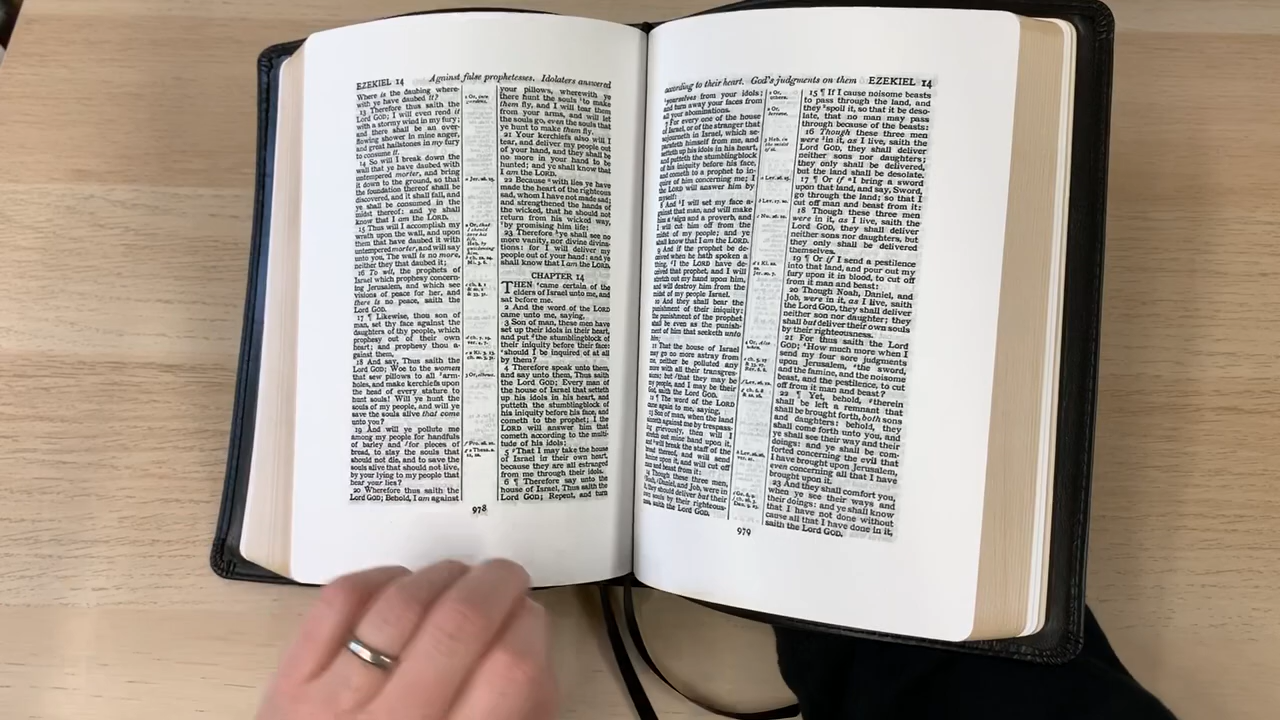 EZEKIEL 14
Against false prophetesses. Idolaters answered
Where is the daubing where-
with ye have daubed it?
13 Therefore thus saith the
Lord GOD; I will even rend it
with a stormy wind in my fury;
and there shall be an over-
flowing shower in mine anger,
and great hailstones in my fury
to consume it.
14 So will I break down the
wall that ye have daubed with
untempered morter, and bring
it down to the ground, so that
the foundation thereof shall be
discovered, and it shall fall, and
ye shall be consumed in the
midst thereof: and ye shall
know that I am the LORD.
15 Thus will I accomplish my
wrath upon the wall, and upon
them that have daubed it with
untempered morter, and will say
unto you, The wall is no more,
neither they that daubed it;
16 To wit, the prophets of
Israel which prophesy concern-
ing Jerusalem, and which see
visions of peace for her, and
there is no peace, saith the
Lord GOD.
17 ¶ Likewise, thou son of
man, set thy face against the
daughters of thy people, which
prophesy out of their own
heart; and prophesy thou a-
gainst them,
18 And say, Thus saith the
Lord GOD; Woe to the women
that sew pillows to all arm-
holes, and make kerchiefs upon
the head of every stature to
hunt souls! Will ye hunt the
souls of my people, and will ye
save the souls alive that come
unto you?
19 And will ye pollute me
among my people for handfuls
of barley and for pieces of
bread, to slay the souls that
should not die, and to save the
souls alive that should not live,
by your lying to my people that
hear your lies?
20 Wherefore thus saith the
Lord GOD; Behold, I am against
your pillows, wherewith ye
there hunt the souls to make
them fly, and I will tear them
from your arms, and will let
the souls go, even the souls that
ye hunt to make them fly.
21 Your kerchiefs also will I
tear, and deliver my people out
of your hand, and they shall be
no more in your hand to be
hunted; and ye shall know that
I am the LORD.
22 Because with lies ye have
made the heart of the righteous
sad, whom I have not made sad;
and strengthened the hands of
the wicked, that he should not
return from his wicked way,
by promising him life:
23 Therefore ye shall see no
more vanity, nor divine divina-
tions: for I will deliver my
people out of your hand: and ye
shall know that I am the LORD.
CHAPTER 14
THEN came certain of the
elders of Israel unto me, and
sat before me.
2 And the word of the LORD
came unto me, saying,
3 Son of man, these men have
set up their idols in their heart,
and put the stumblingblock of
their iniquity before their face:
should I be inquired of at all
by them?
4 Therefore speak unto them,
and say unto them, Thus saith
the Lord GOD; Every man of
the house of Israel that setteth
up his idols in his heart, and
putteth the stumblingblock of
his iniquity before his face, and
cometh to the prophet; I the
LORD will answer him that
cometh according to the multi-
tude of his idols;
5 That I may take the house
of Israel in their own heart,
because they are all estranged
from me through their idols.
6 ¶ Therefore say unto the
house of Israel, Thus saith the
Lord GOD; Repent, and turn
978
according to their heart. God's judgments on them
EZEKIEL 14
yourselves from your idols;
and turn away your faces from
all your abominations.
7 For every one of the house
of Israel, or of the stranger that
sojourneth in Israel, which se-
parateth himself from me, and
setteth up his idols in his heart,
and putteth the stumblingblock
of his iniquity before his face,
and cometh to a prophet to in-
quire of him concerning me; I
the LORD will answer him by
myself:
8 And I will set my face a-
gainst that man, and will make
him a sign and a proverb, and
I will cut him off from the
midst of my people; and ye
shall know that I am the LORD.
9 And if the prophet be de-
ceived when he hath spoken a
thing, I the LORD have de-
ceived that prophet, and I will
stretch out my hand upon him,
and will destroy him from the
midst of my people Israel.
10 And they shall bear the
punishment of their iniquity:
the punishment of the prophet
shall be even as the punish-
ment of him that seeketh unto
him;
11 That the house of Israel
may go no more astray from
me, neither be polluted any
more with all their transgres-
sions; but that they may be
my people, and I may be their
God, saith the Lord GOD.
12 ¶ The word of the LORD
came again to me, saying,
13 Son of man, when the land
sinneth against me by trespass-
ing grievously, then will I
stretch out mine hand upon it,
and will break the staff of the
bread thereof, and will send
famine upon it, and will cut off
man and beast from it:
14 Though these three men,
Noah, Daniel, and Job, were in it,
they should deliver but their
own souls by their righteous-
ness, saith the Lord GOD.
15 ¶ If I cause noisome beasts
to pass through the land, and
they spoil it, so that it be deso-
late, that no man may pass
through because of the beasts:
16 Though these three men
were in it, as I live, saith the
Lord GOD, they shall deliver
neither sons nor daughters;
they only shall be delivered,
but the land shall be desolate.
17 ¶ Or if I bring a sword
upon that land, and say, Sword,
go through the land; so that I
cut off man and beast from it:
18 Though these three men
were in it, as I live, saith the
Lord GOD, they shall deliver
neither sons nor daughters, but
they only shall be delivered
themselves.
19 ¶ Or if I send a pestilence
into that land, and pour out my
fury upon it in blood, to cut off
from it man and beast:
20 Though Noah, Daniel, and
Job, were in it, as I live, saith
the Lord GOD, they shall deliver
neither son nor daughter; they
shall but deliver their own souls
by their righteousness.
21 For thus saith the Lord
GOD; How much more when I
send my four sore judgments
upon Jerusalem, the sword,
and the famine, and the noisome
beast, and the pestilence, to cut
off from it man and beast?
22 ¶ Yet, behold, therein
shall be left a remnant that
shall be brought forth, both sons
and daughters: behold, they
shall come forth unto you, and
ye shall see their way and their
doings: and ye shall be com-
forted concerning the evil that
I have brought upon Jerusalem,
even concerning all that I have
brought upon it.
23 And they shall comfort you,
when ye see their ways and
their doings: and ye shall know
that I have not done without
cause all that I have done in it,
saith the Lord GOD.
979